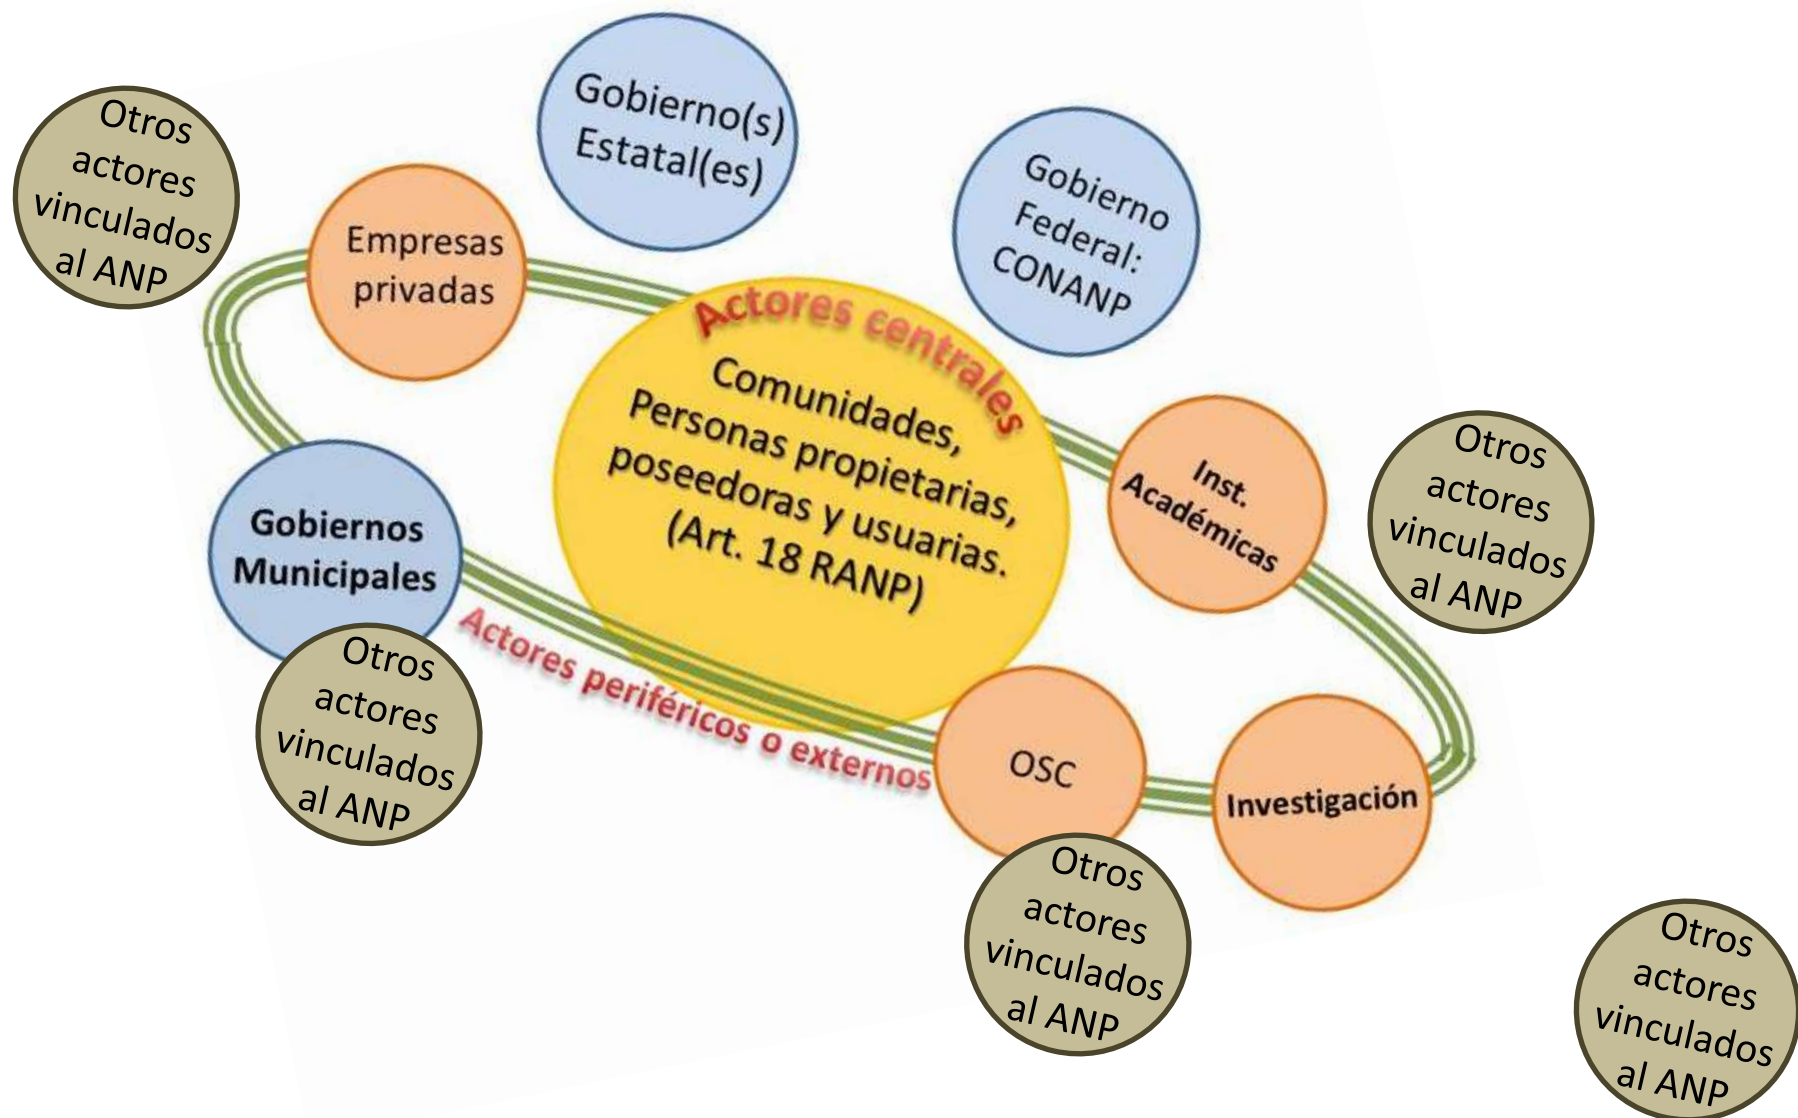 Gobierno(s)
Estatal(es)
Otros
actores
vinculados
al ANP
Gobierno
Federal:
CONANP
Empresas
privadas
Actores centrales
Comunidades,
Personas propietarias,
poseedoras y usuarias.
(Art. 18 RANP)
Inst.
Académicas
Otros
actores
vinculados
al ANP
Gobiernos
Municipales
Actores periféricos o externos
Otros
actores
vinculados
al ANP
OSC
Investigación
Otros
actores
vinculados
al ANP
Otros
actores
vinculados
al ANP